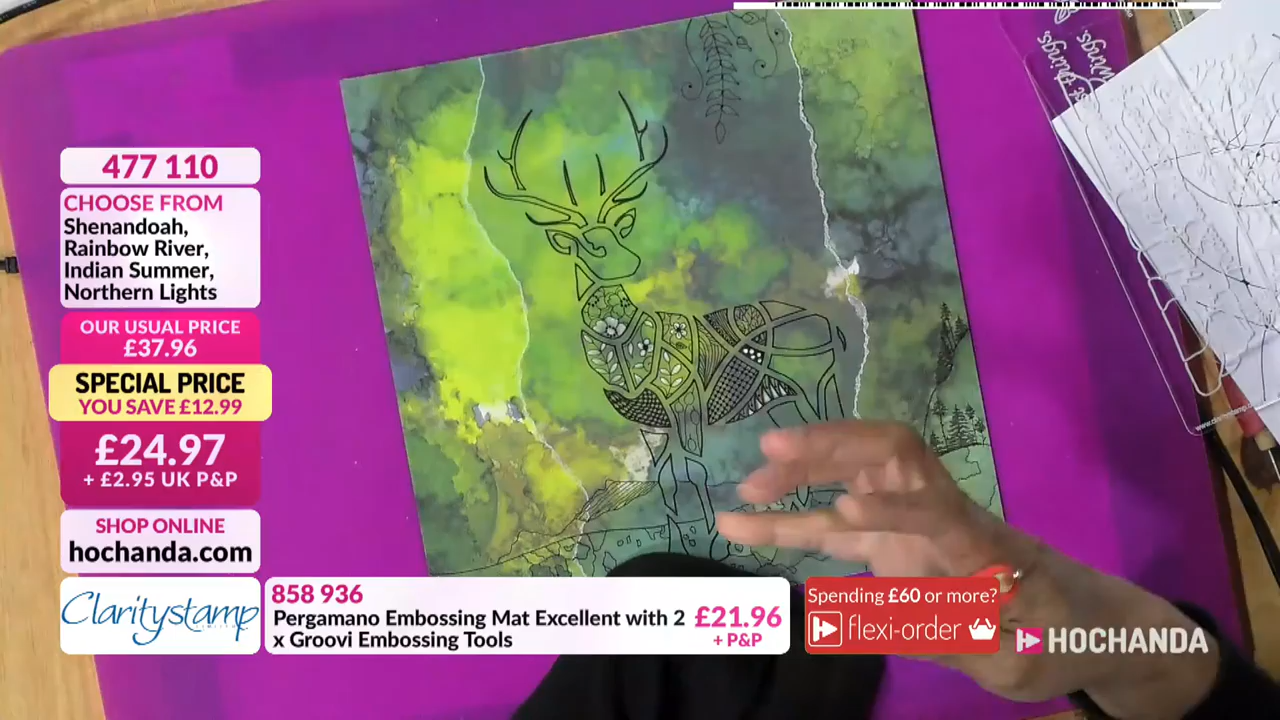 477 110
CHOOSE FROM
Shenandoah,
Rainbow River,
Indian Summer,
Northern Lights
OUR USUAL PRICE
£37.96
SPECIAL PRICE
YOU SAVE £12.99
£24.97
+ £2.95 UK P&P
SHOP ONLINE
hochanda.com
Claritystamp
858 936
Pergamano Embossing Mat Excellent with 2
x Groovi Embossing Tools
£21.96
+ P&P
Spending £60 or more?
flexi-order
HOCHANDA
Wings
things